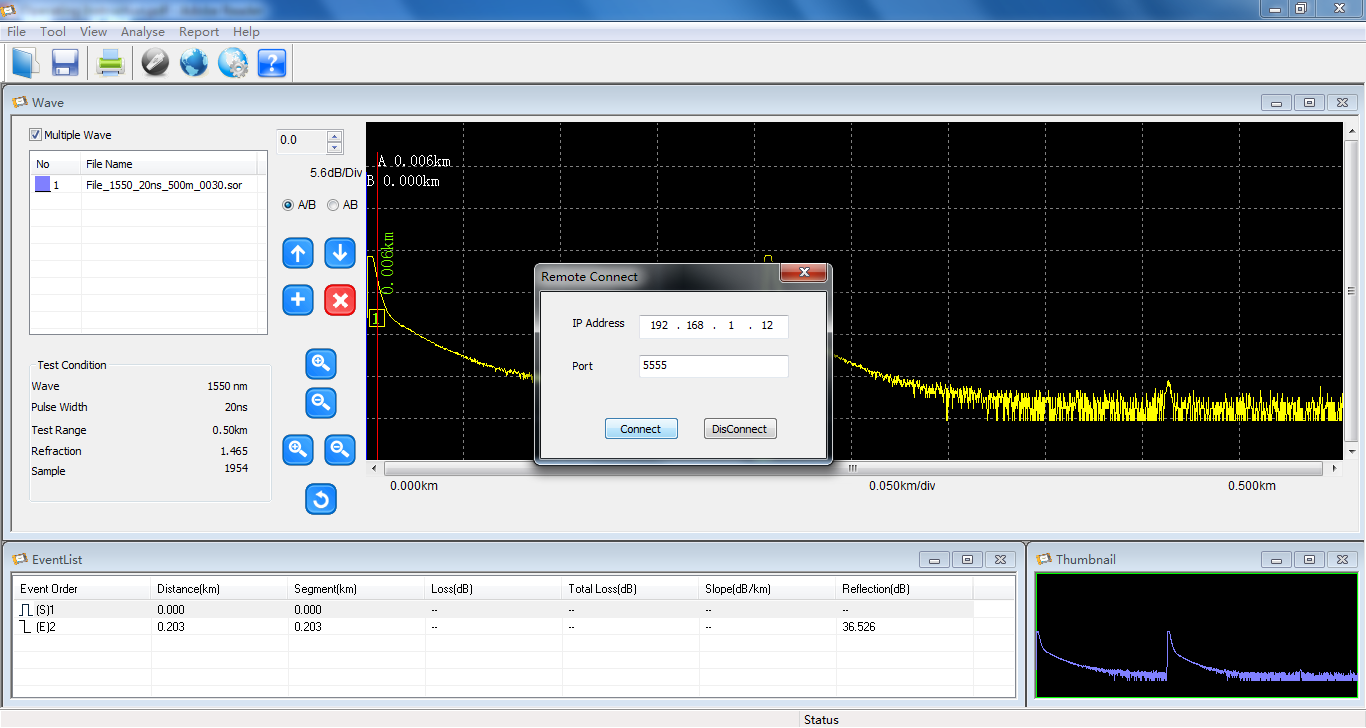 File Tool View Analyse Report Help
Wave
Multiple Wave
No File Name
1 File_1550_20ns_500m_0030.sor
0.0
5.6dB/Div
A/B AB
A 0.006km
B 0.000km
0.006km
1
Remote Connect
IP Address 192 . 168 . 1 . 12
Port 5555
Connect DisConnect
Test Condition
Wave 1550 nm
Pulse Width 20ns
Test Range 0.50km
Refraction 1.465
Sample 1954
0.000km 0.050km/div 0.500km
EventList
Event Order Distance(km) Segment(km) Loss(dB) Total Loss(dB) Slope(dB/km) Reflection(dB)
(S)1 0.000 0.000 -- -- -- --
(E)2 0.203 0.203 -- -- -- 36.526
Thumbnail
Status